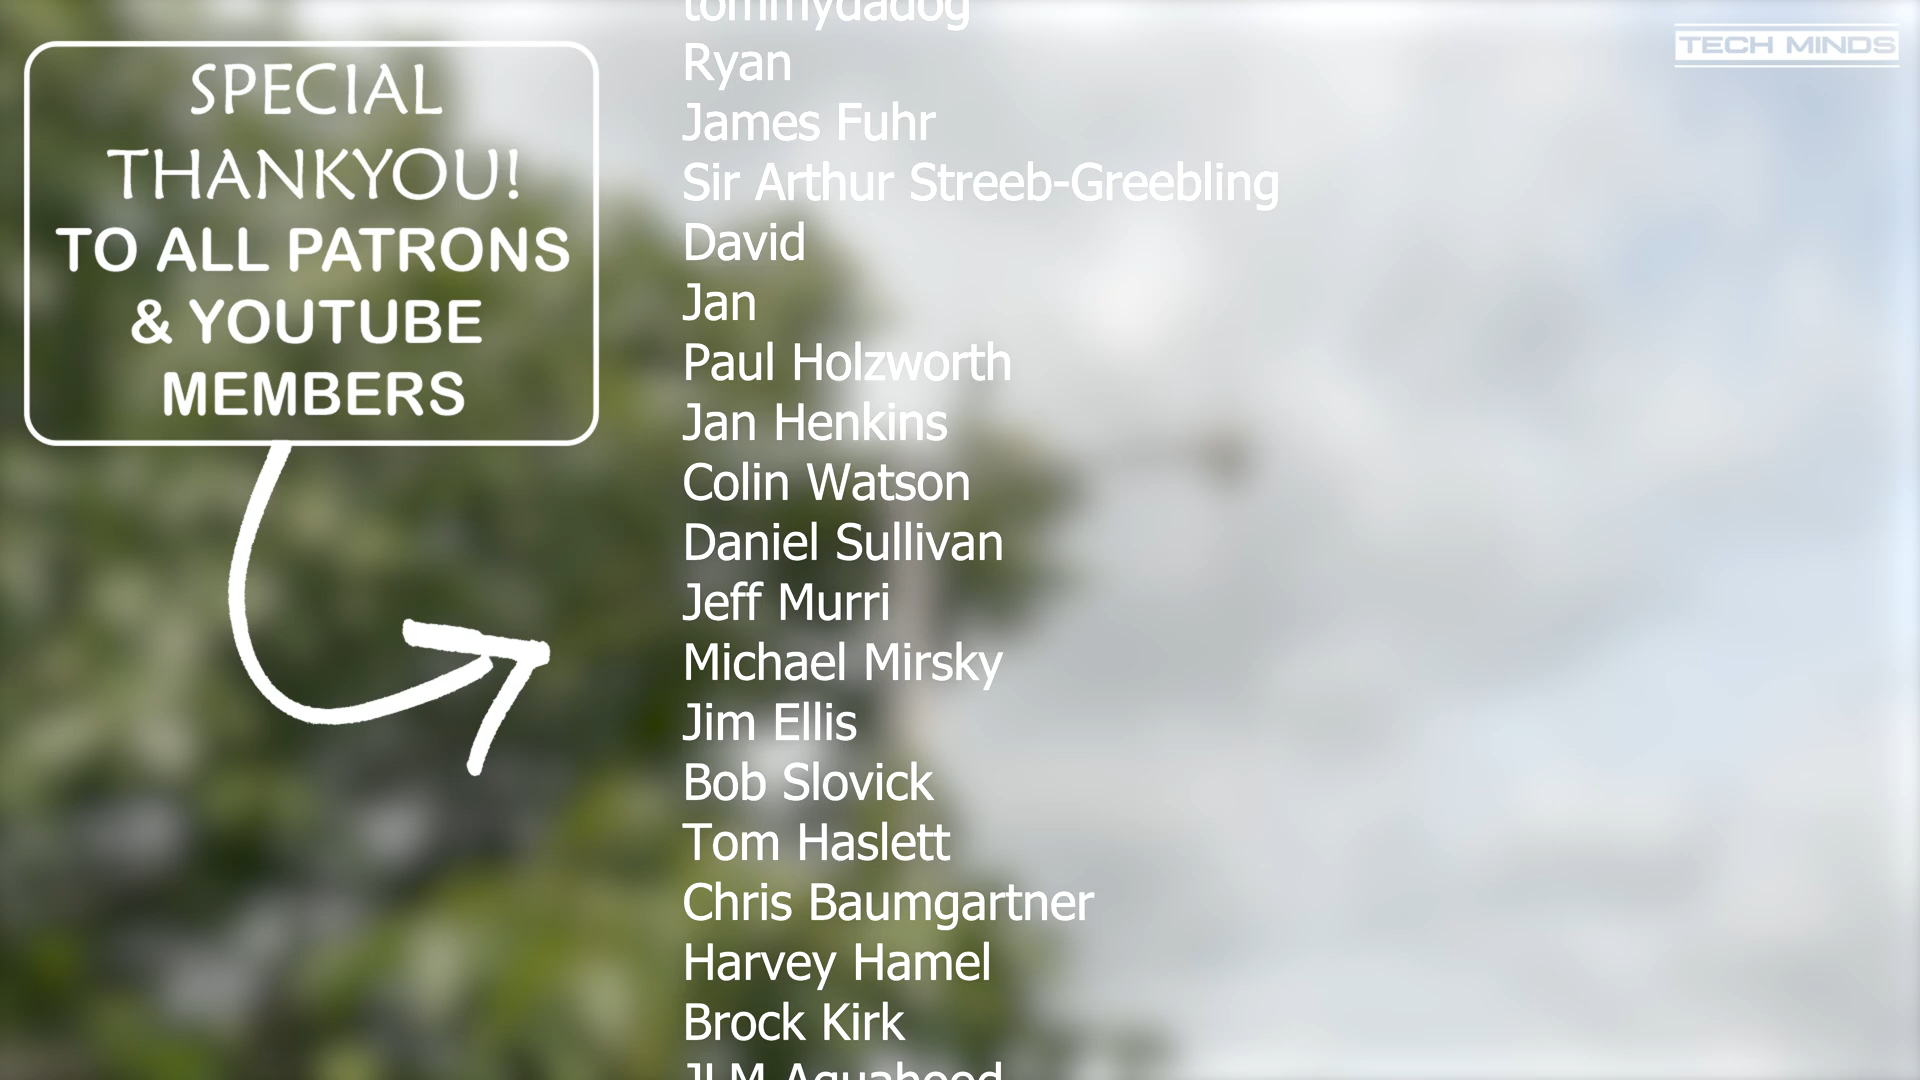 SPECIAL
THANKYOU!
TO ALL PATRONS
& YOUTUBE
MEMBERS
tommydadog
Ryan
James Fuhr
Sir Arthur Streeb-Greebling
David
Jan
Paul Holzworth
Jan Henkins
Colin Watson
Daniel Sullivan
Jeff Murri
Michael Mirsky
Jim Ellis
Bob Slovick
Tom Haslett
Chris Baumgartner
Harvey Hamel
Brock Kirk
TECH MINDS